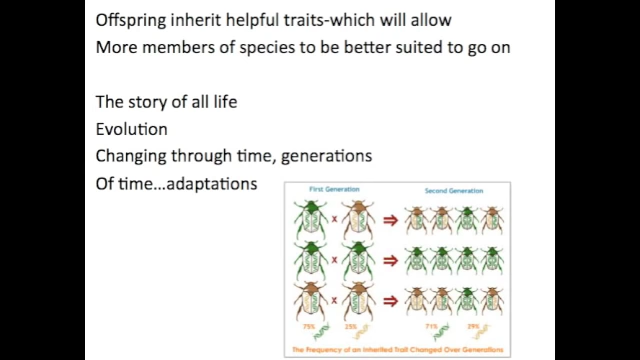 Offspring inherit helpful traits-which will allow
More members of species to be better suited to go on
The story of all life
Evolution
Changing through time, generations
Of time…adaptations
First Generation
Second Generation
x
x
x
75%
25%
71%
29%
The Frequency of an Inherited Trait Changed Over Generations